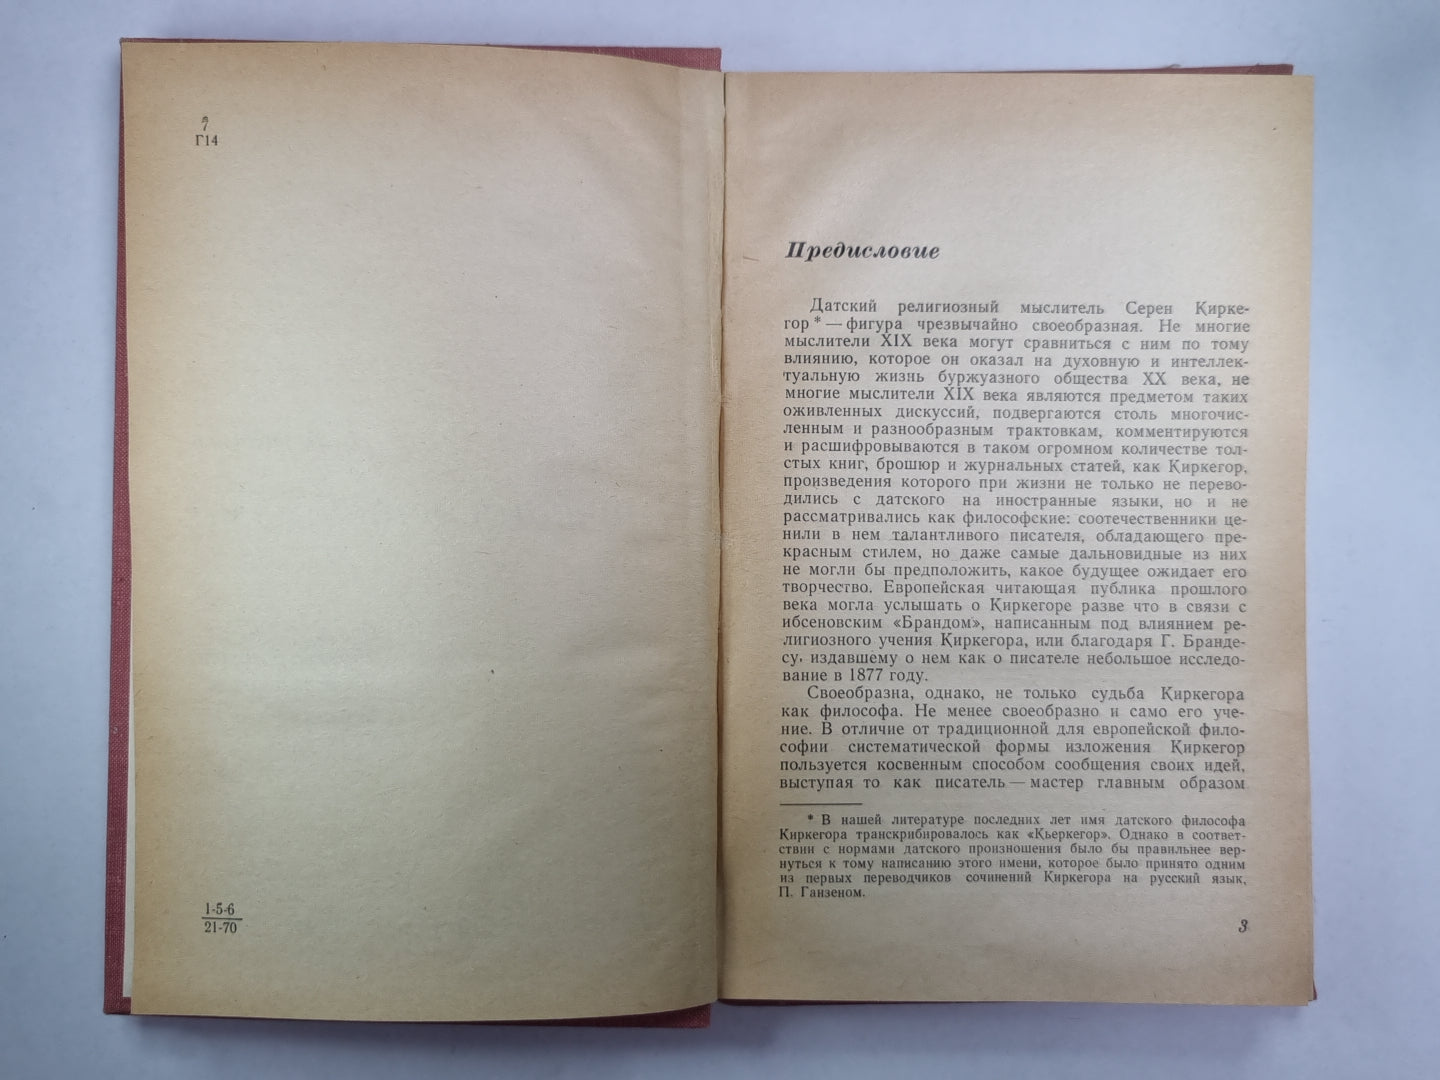 7
Г14
1-5-6
21-70
Предисловие
Датский религиозный мыслитель Серен Кирке-
гор * — фигура чрезвычайно своеобразная. Не многие
мыслители XIX века могут сравниться с ним по тому
влиянию, которое он оказал на духовную и интеллек-
туальную жизнь буржуазного общества XX века, не
многие мыслители XIX века являются предметом таких
оживленных дискуссий, подвергаются столь многочис-
ленным и разнообразным трактовкам, комментируются
и расшифровываются в таком огромном количестве тол-
стых книг, брошюр и журнальных статей, как Киркегор,
произведения которого при жизни не только не перево-
дились с датского на иностранные языки, но и не
рассматривались как философские: соотечественники це-
нили в нем талантливого писателя, обладающего пре-
красным стилем, но даже самые дальновидные из них
не могли бы предположить, какое будущее ожидает его
творчество. Европейская читающая публика прошлого
века могла услышать о Киркегоре разве что в связи с
ибсеновским «Брандом», написанным под влиянием ре-
лигиозного учения Киркегора, или благодаря Г. Бранде-
су, издавшему о нем как о писателе небольшое исследо-
вание в 1877 году.
Своеобразна, однако, не только судьба Киркегора
как философа. Не менее своеобразно и само его уче-
ние. В отличие от традиционной для европейской фило-
софии систематической формы изложения Киркегор
пользуется косвенным способом сообщения своих идей,
выступая то как писатель — мастер главным образом
* В нашей литературе последних лет имя датского философа
Киркегора транскрибировалось как «Кьеркегор». Однако в соответ-
ствии с нормами датского произношения было бы правильнее вер-
нуться к тому написанию этого имени, которое было принято одним
из первых переводчиков сочинений Киркегора на русский язык,
П. Ганзеном.
3